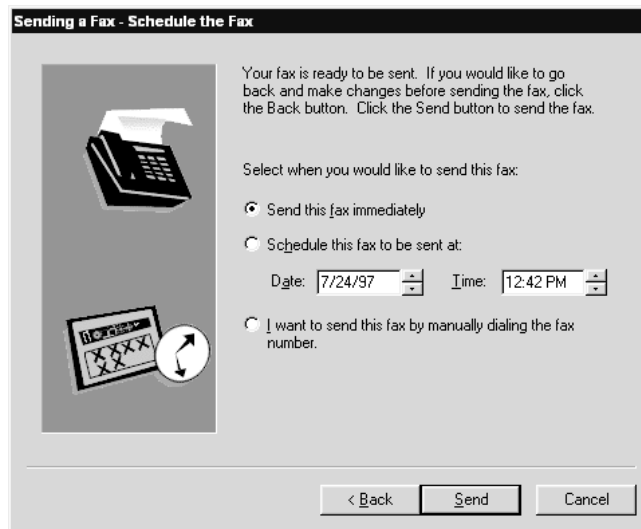 Sending a Fax - Schedule the Fax
Your fax is ready to be sent. If you would like to go
back and make changes before sending the fax, click
the Back button. Click the Send button to send the fax.
Select when you would like to send this fax:
Send this fax immediately
Schedule this fax to be sent at:
Date: 7/24/97 Time: 12:42 PM
I want to send this fax by manually dialing the fax
number.
< Back Send Cancel